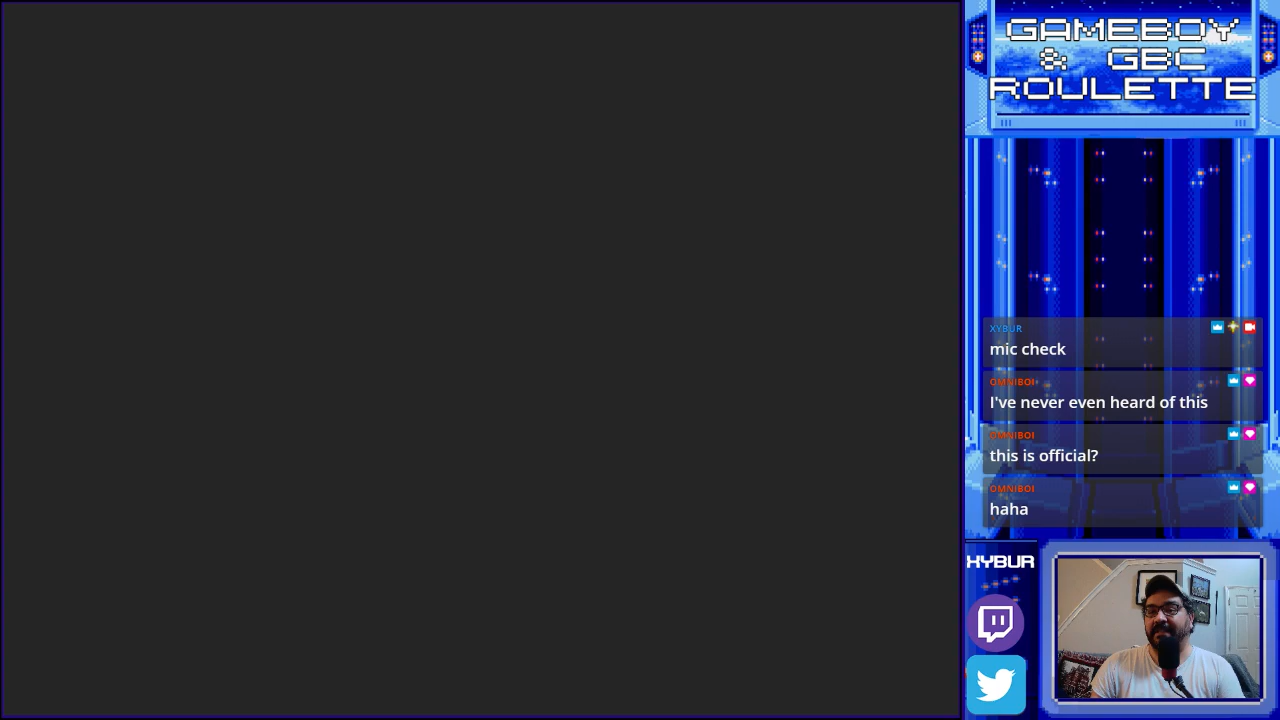 GAMEBOY
& GBC
ROULETTE
XYBUR
mic check
OMNIBOI
I've never even heard of this
OMNIBOI
this is official?
OMNIBOI
haha
XYBUR